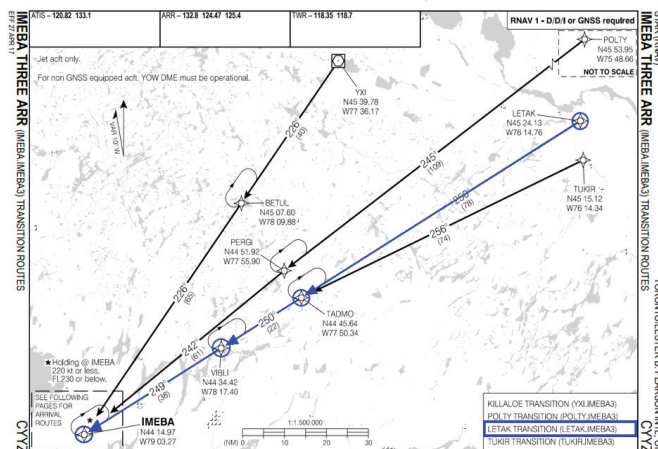 ATIS – 120.82 133.1
ARR – 132.8 124.47 125.4
TWR – 118.35 118.7
RNAV 1 - D/D/I or GNSS required
IMEBA THREE ARR (IMEBA.IMEBA3) TRANSITION ROUTES
EFF 27 APR 17
IMEBA THREE ARR (IMEBA.IMEBA3) TRANSITION ROUTES
Jet acft only.
For non GNSS equipped acft. YOW DME must be operational.
VAR 10° W
POLTY
N45 53.95
W75 48.66
NOT TO SCALE
YXI
N45 39.78
W77 36.17
LETAK
N45 24.13
W76 14.76
226°
(40)
245°
(109)
(78)
TUKIR
N45 15.12
W76 14.34
BETUL
N45 07.60
W78 09.88
256°
(74)
PERGI
N44 51.92
W77 55.90
226°
(65)
TADMO
N44 45.64
W77 50.34
250°
(22)
242°
(61)
VIBLI
N44 34.42
W78 17.40
249°
(38)
★Holding @ IMEBA
220 kt or less.
FL230 or below.
SEE FOLLOWING
PAGES FOR
ARRIVAL
ROUTES
IMEBA
N44 14.97
W79 03.27
1:1.500.000
(NM) 0 10 20 30
KILLALOE TRANSITION (YXI.IMEBA3)
POLTY TRANSITION (POLTY.IMEBA3)
LETAK TRANSITION (LETAK.IMEBA3)
TUKIR TRANSITION (TUKIR.IMEBA3)